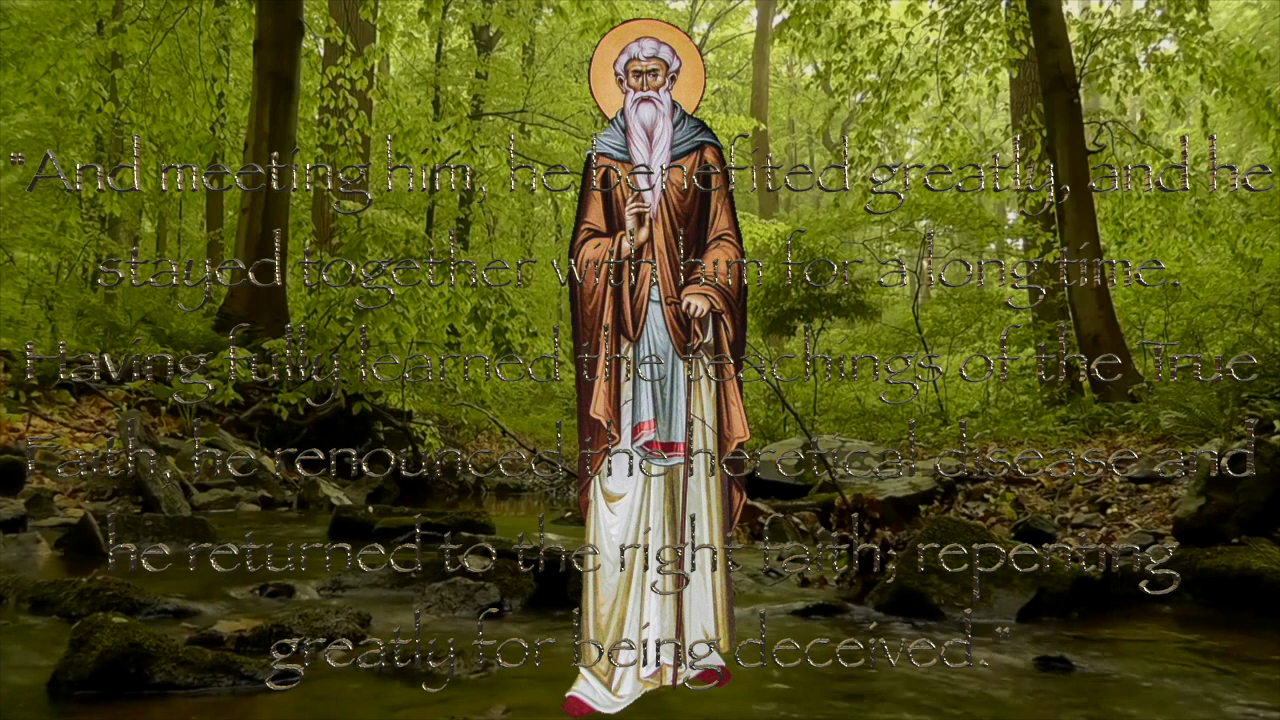 "And meeting him, he benefited greatly, and he
stayed together with him for a long time.
Having fully learned the teachings of the True
Faith, he renounced the heretical disease and
he returned to the right faith, repenting
greatly for being deceived."